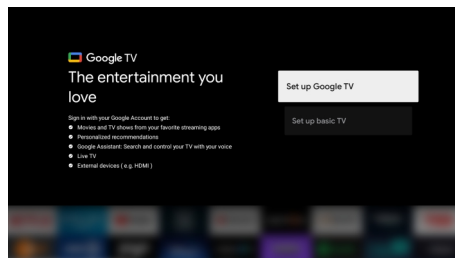 Google TV
The entertainment you
love
Sign in with your Google Account to get:
Movies and TV shows from your favorite streaming apps
Personalized recommendations
Google Assistant: Search and control your TV with your voice
Live TV
External devices ( e.g. HDMI )
Set up Google TV
Set up basic TV